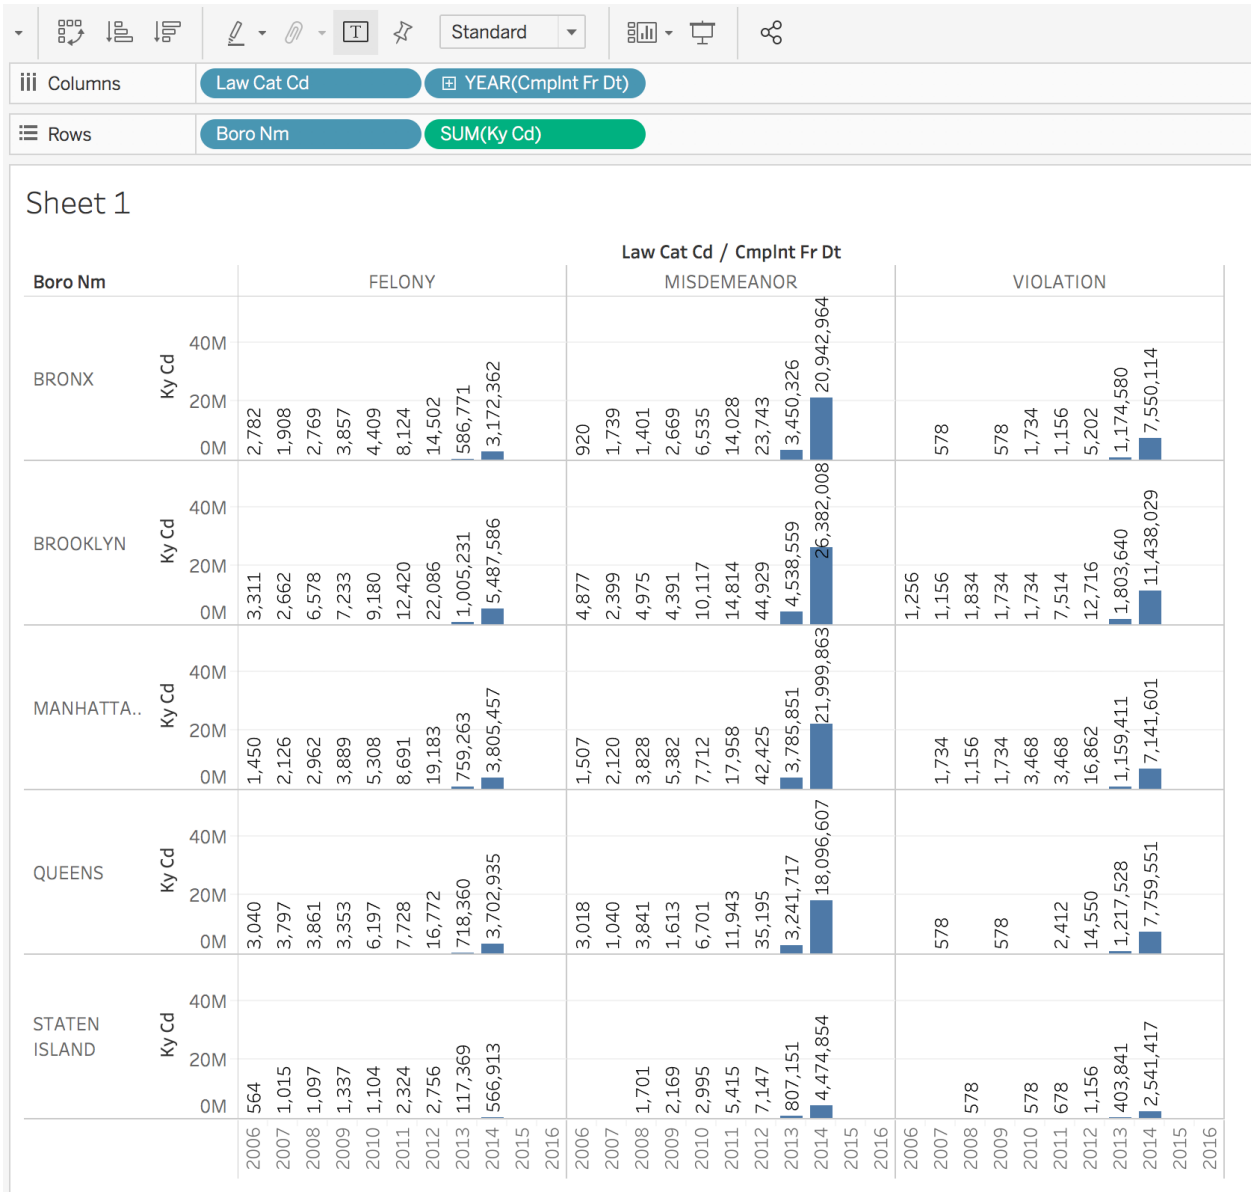 T Standard
Columns Law Cat Cd YEAR(Cmplnt Fr Dt)
Rows Boro Nm SUM(Ky Cd)
Sheet 1
Law Cat Cd / Cmplnt Fr Dt
Boro Nm FELONY MISDEMEANOR VIOLATION
BRONX
Ky Cd
40M
20M
0M
2,782 1,908 2,769 3,857 4,409 8,124 14,502 586,771 3,172,362
920 1,739 1,401 2,669 6,535 14,028 23,743 3,450,326 20,942,964
578 578 1,734 1,156 5,202 1,174,580 7,550,114
BROOKLYN
Ky Cd
40M
20M
0M
3,311 2,662 6,578 7,233 9,180 12,420 22,086 1,005,231 5,487,586
4,877 2,399 4,975 4,391 10,117 14,814 44,929 4,538,559 26,382,008
1,256 1,156 1,834 1,734 1,734 7,514 12,716 1,803,640 11,438,029
MANHATTA..
Ky Cd
40M
20M
0M
1,450 2,126 2,962 3,889 5,308 8,691 19,183 759,263 3,805,457
1,507 2,120 3,828 5,382 7,712 17,958 42,425 3,785,851 21,999,863
1,734 1,156 1,734 3,468 3,468 16,862 1,159,411 7,141,601
QUEENS
Ky Cd
40M
20M
0M
3,040 3,797 3,861 3,353 6,197 7,728 16,772 718,360 3,702,935
3,018 1,040 3,841 1,613 6,701 11,943 35,195 3,241,717 18,096,607
578 578 2,412 14,550 1,217,528 7,759,551
STATEN
ISLAND
Ky Cd
40M
20M
0M
564 1,015 1,097 1,337 1,104 2,324 2,756 117,369 566,913
1,701 2,169 2,995 5,415 7,147 807,151 4,474,854
578 578 678 1,156 403,841 2,541,417
2006 2007 2008 2009 2010 2011 2012 2013 2014 2015 2016 2006 2007 2008 2009 2010 2011 2012 2013 2014 2015 2016 2006 2007 2008 2009 2010 2011 2012 2013 2014 2015 2016